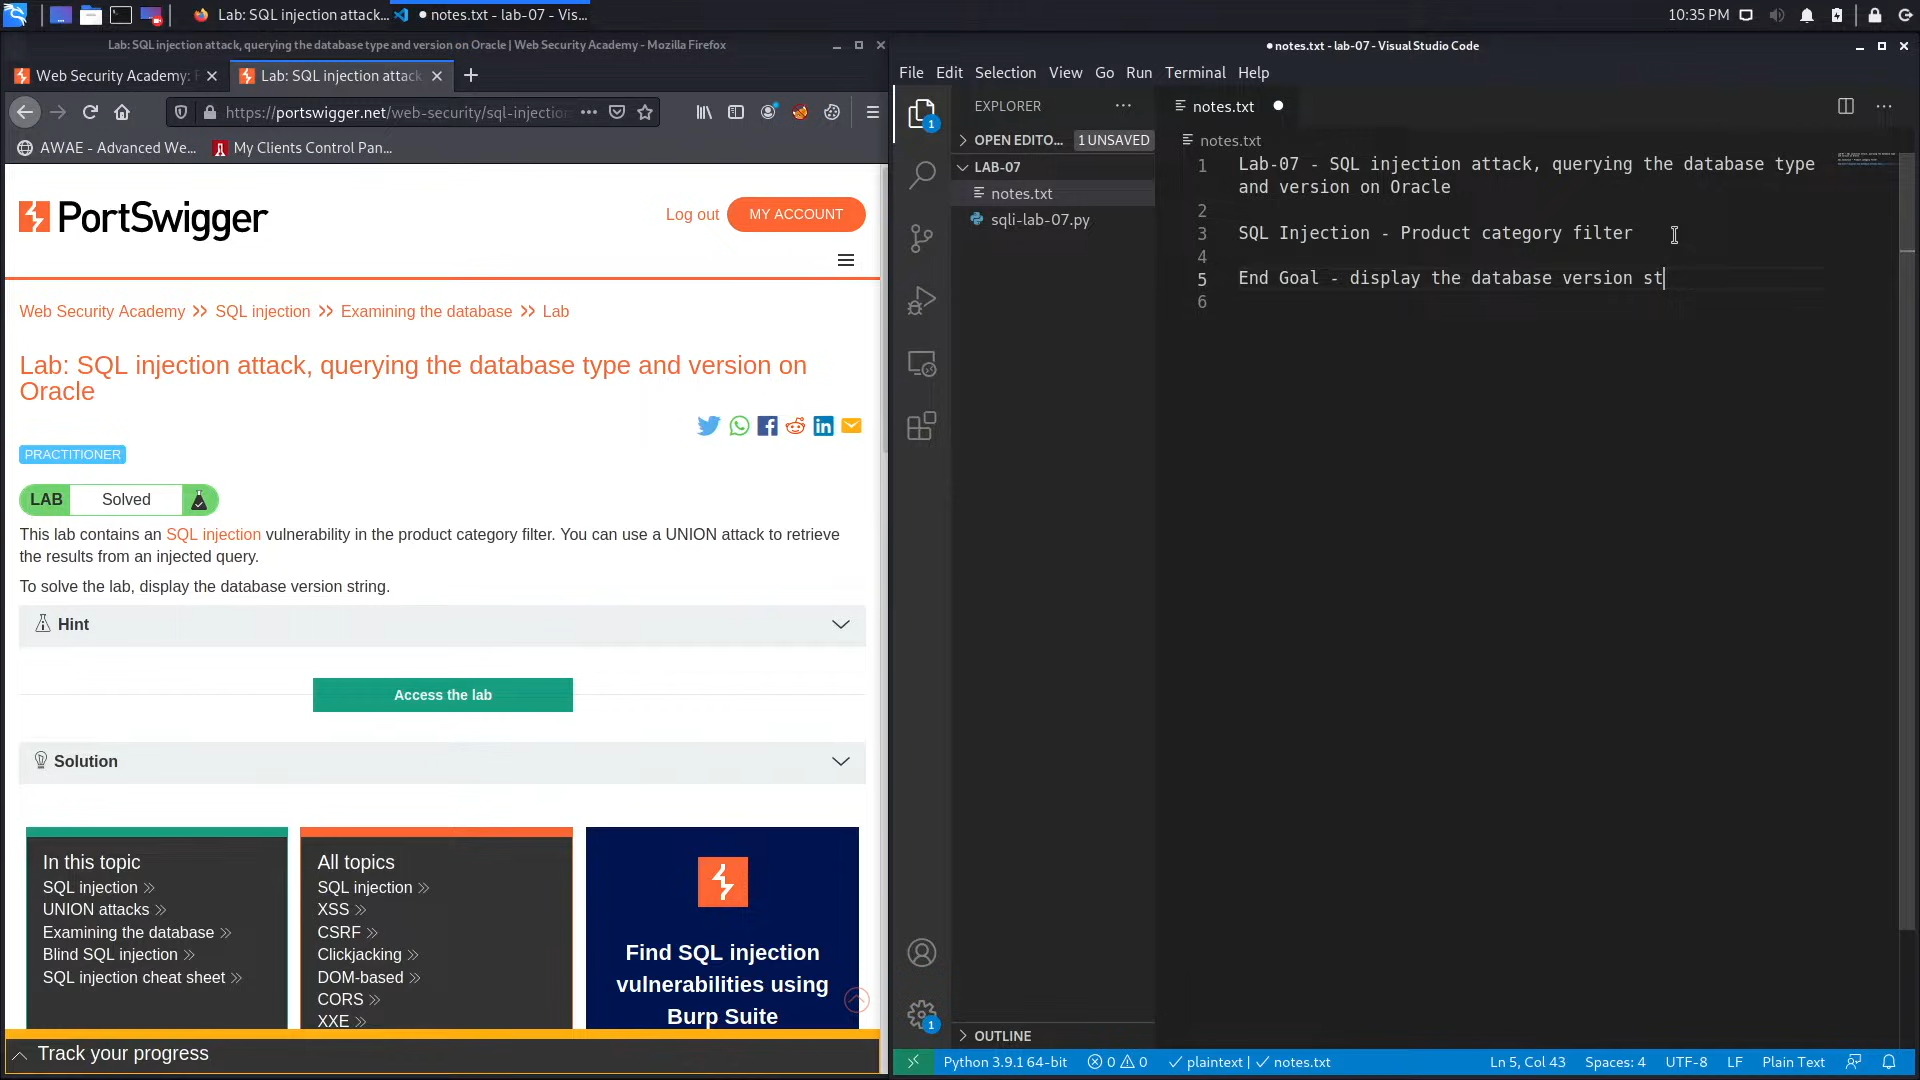 Lab: SQL injection attack...
notes.txt - lab-07 - Vis...
10:35 PM
Lab: SQL injection attack, querying the database type and version on Oracle | Web Security Academy - Mozilla Firefox
Web Security Academy:
Lab: SQL injection attack
https://portswigger.net/web-security/sql-injection
AWAE - Advanced We...
My Clients Control Pan...
PortSwigger
Log out
MY ACCOUNT
Web Security Academy >> SQL injection >> Examining the database >> Lab
Lab: SQL injection attack, querying the database type and version on
Oracle
PRACTITIONER
LAB Solved
This lab contains an SQL injection vulnerability in the product category filter. You can use a UNION attack to retrieve
the results from an injected query.
To solve the lab, display the database version string.
Hint
Access the lab
Solution
In this topic
SQL injection >>
UNION attacks >>
Examining the database >>
Blind SQL injection >>
SQL injection cheat sheet >>
All topics
SQL injection >>
XSS >>
CSRF >>
Clickjacking >>
DOM-based >>
CORS >>
XXE >>
Find SQL injection
vulnerabilities using
Burp Suite
Track your progress
notes.txt - lab-07 - Visual Studio Code
File Edit Selection View Go Run Terminal Help
EXPLORER
OPEN EDITO... 1 UNSAVED
LAB-07
notes.txt
sqli-lab-07.py
OUTLINE
1
1
notes.txt
notes.txt
1 Lab-07 - SQL injection attack, querying the database type
and version on Oracle
2
3 SQL Injection - Product category filter
4
5 End Goal - display the database version st
6
Python 3.9.1 64-bit
0 0
plaintext | notes.txt
Ln 5, Col 43
Spaces: 4
UTF-8
LF
Plain Text